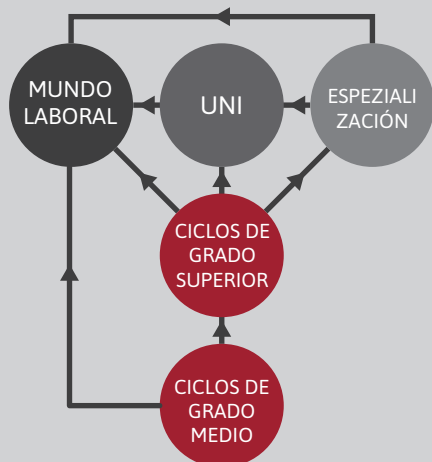 MUNDO
LABORAL
UNI
ESPEZIALI
ZACIÓN
CICLOS DE
GRADO
SUPERIOR
CICLOS DE
GRADO
MEDIO